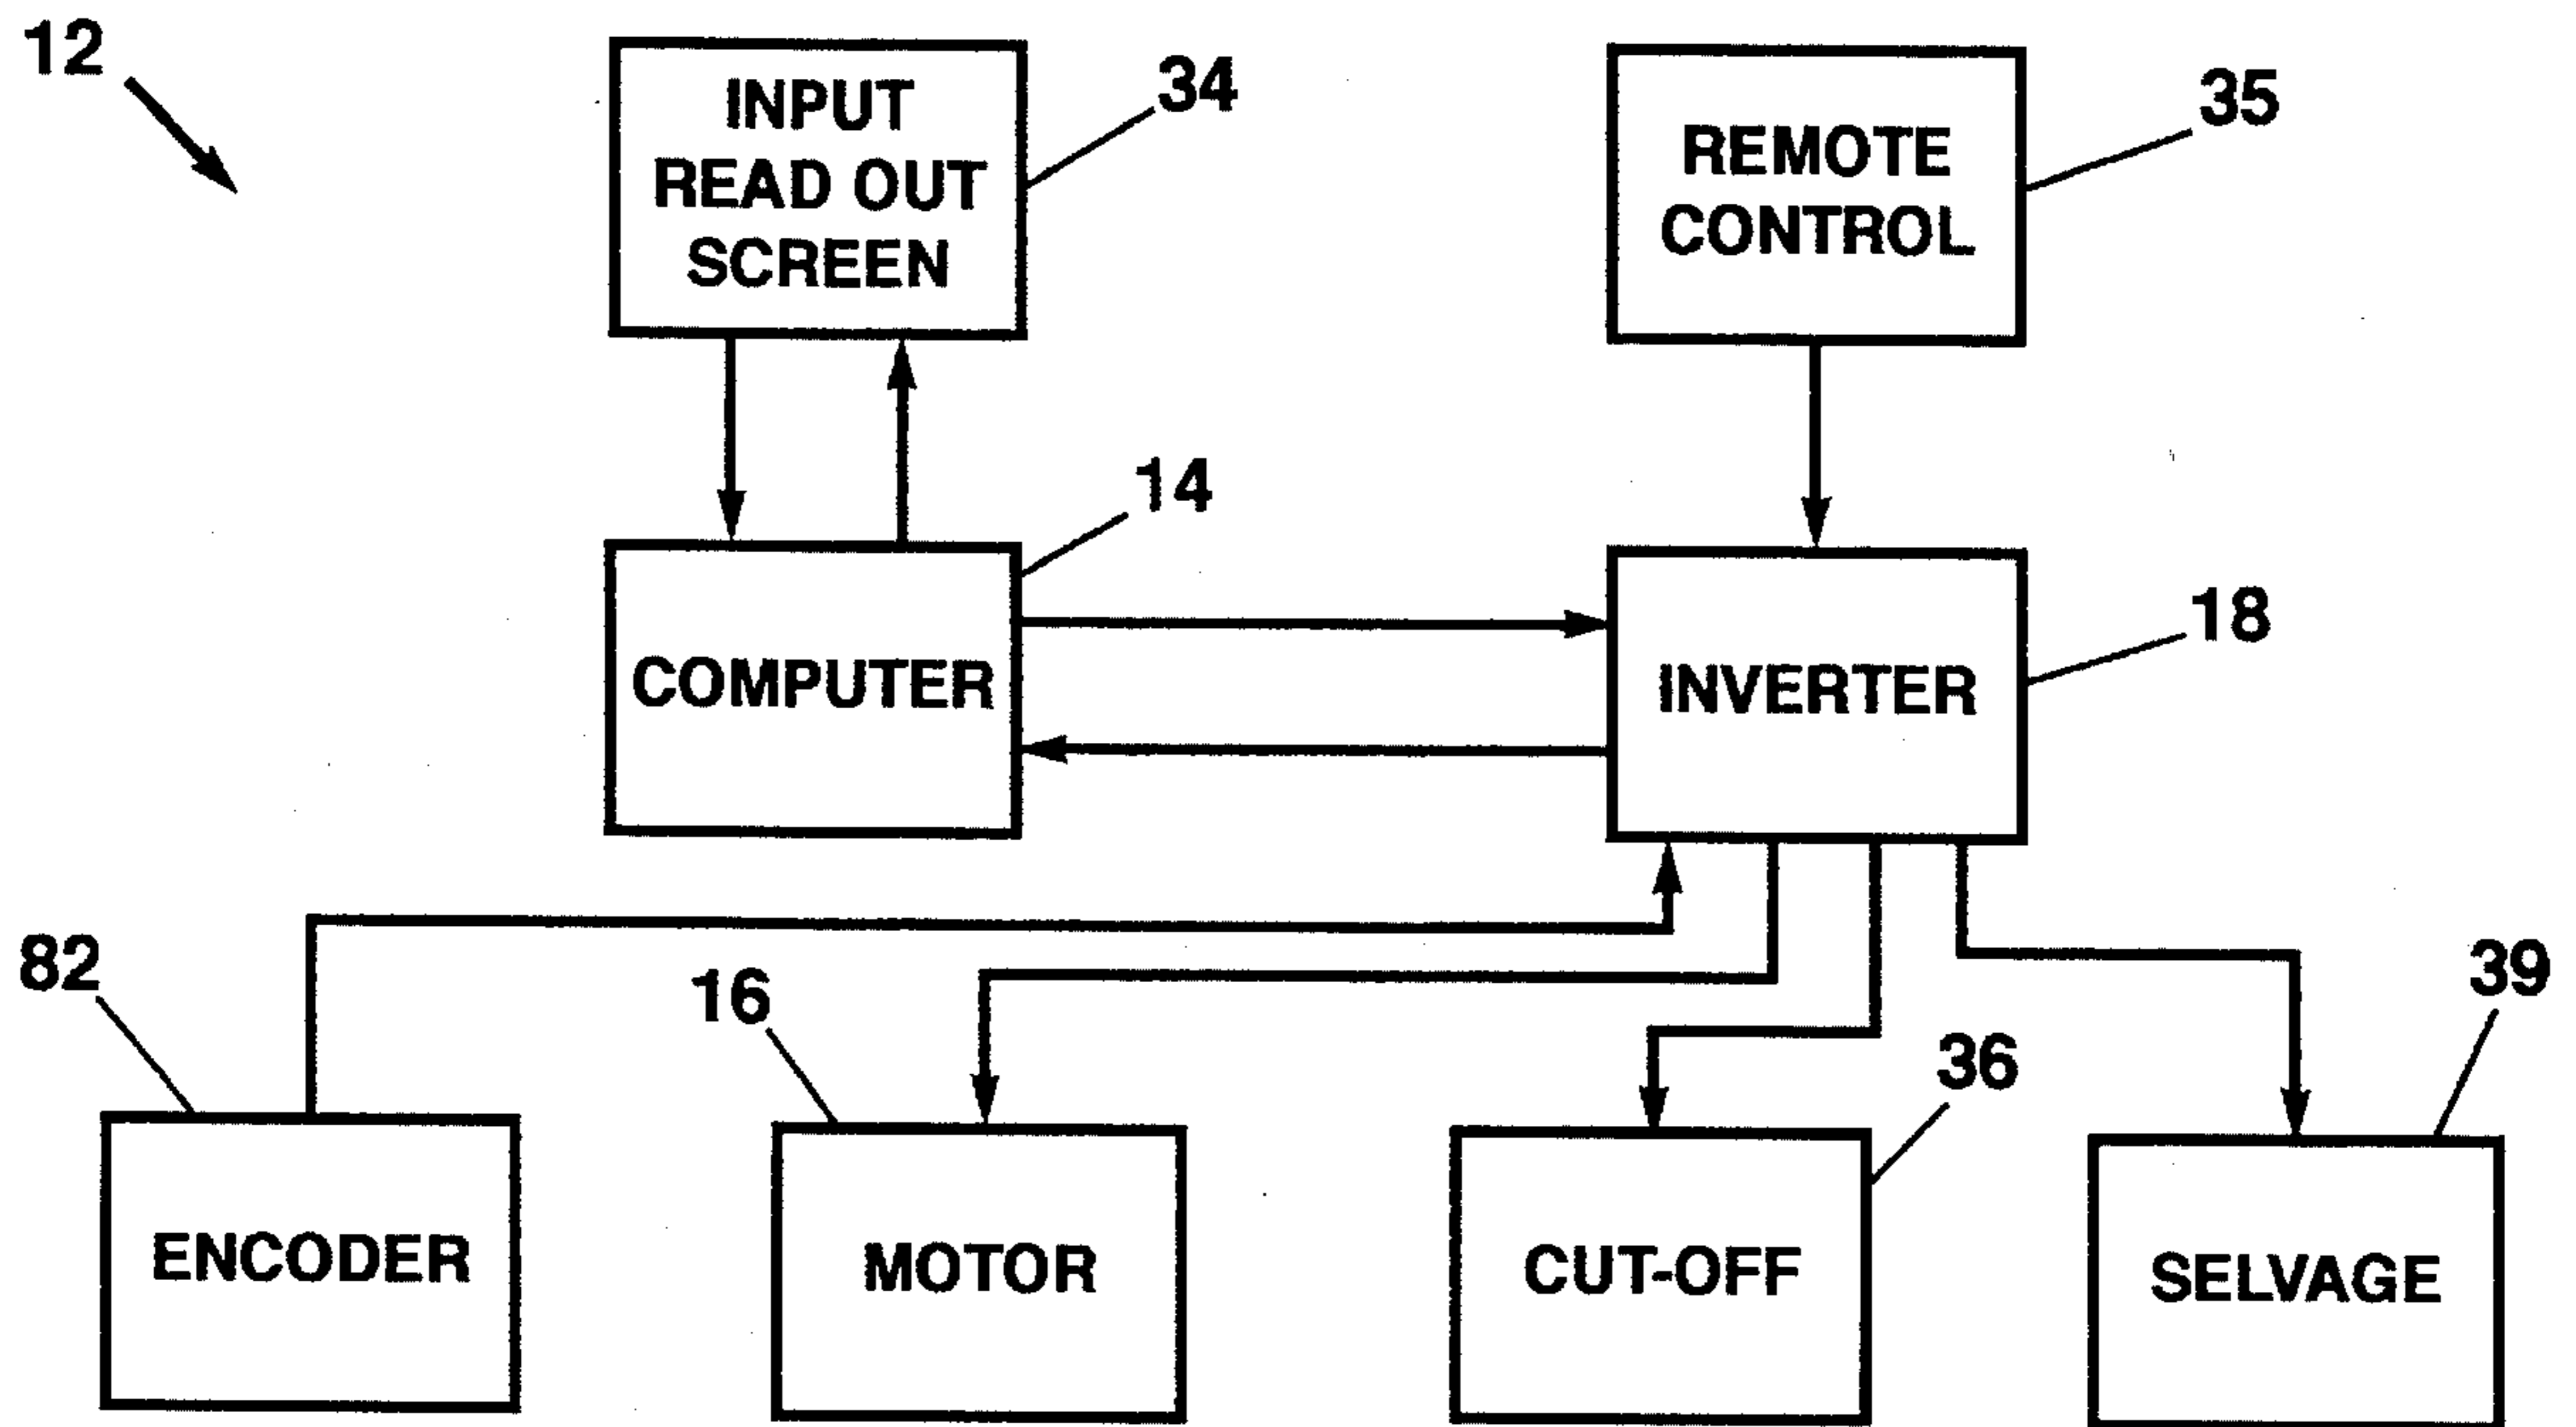 12
INPUT
READ OUT
SCREEN
34
REMOTE
CONTROL
35
14
COMPUTER
INVERTER
18
82
16
36
39
ENCODER
MOTOR
CUT-OFF
SELVAGE